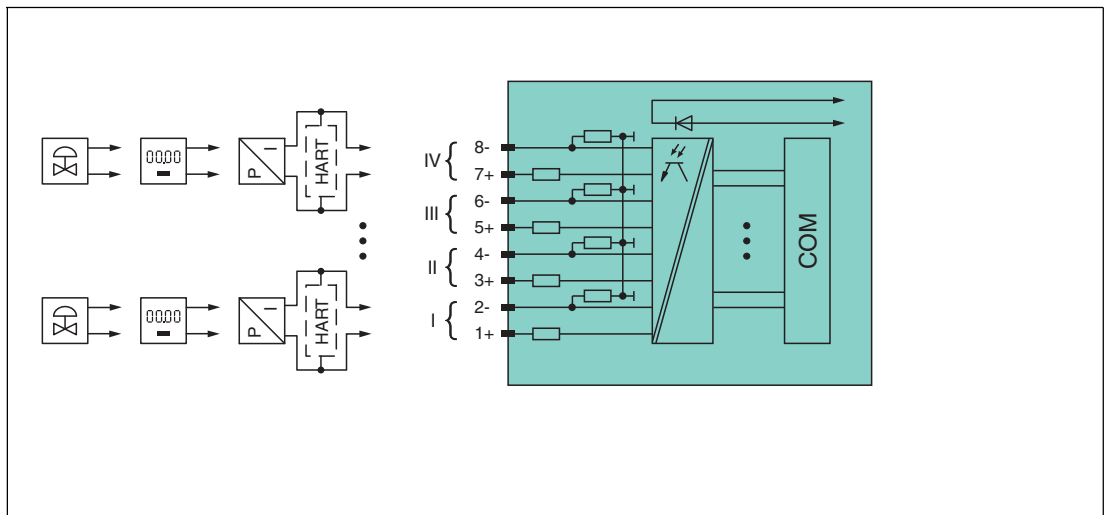 IV
8-
7+
III
6-
5+
II
4-
3+
I
2-
1+
00.00
P
I
HART
00.00
P
I
HART
COM